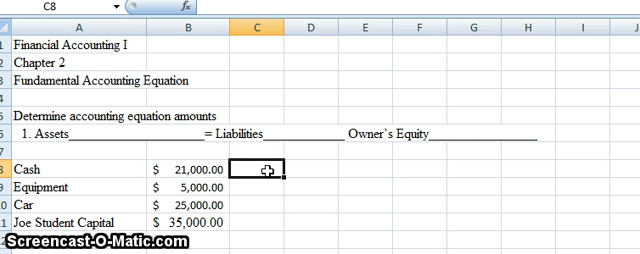 C8 fx
A B C D E F G H I J
1 Financial Accounting I
2 Chapter 2
3 Fundamental Accounting Equation
4
5 Determine accounting equation amounts
6 1. Assets____________________= Liabilities____________ Owner's Equity________________
7
8 Cash $ 21,000.00
9 Equipment $ 5,000.00
10 Car $ 25,000.00
11 Joe Student Capital $ 35,000.00
Screencast-O-Matic.com